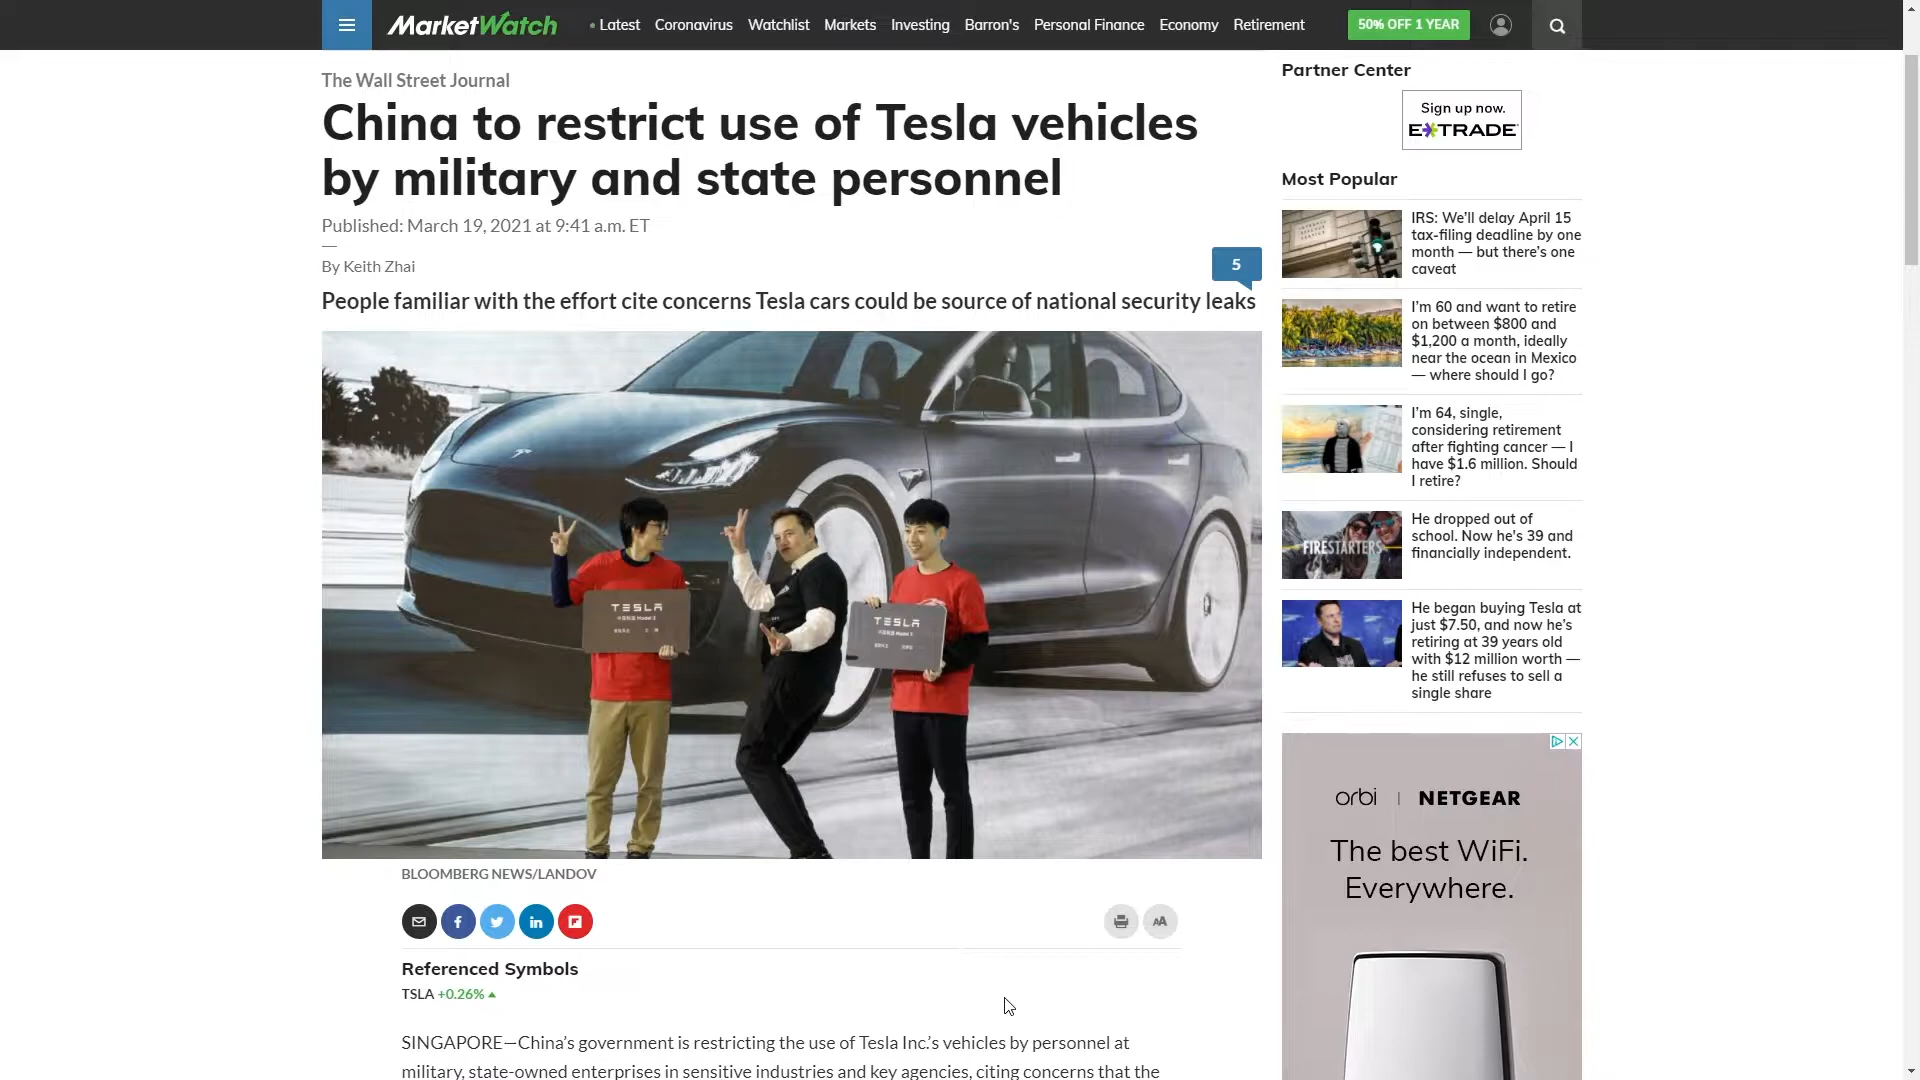 MarketWatch
• Latest Coronavirus Watchlist Markets Investing Barron's Personal Finance Economy Retirement
50% OFF 1 YEAR
The Wall Street Journal
China to restrict use of Tesla vehicles
by military and state personnel
Published: March 19, 2021 at 9:41 a.m. ET
By Keith Zhai
5
People familiar with the effort cite concerns Tesla cars could be source of national security leaks
TESLA
Model 3
TESLA
Model 3
BLOOMBERG NEWS/LANDOV
AA
Referenced Symbols
TSLA +0.26%
SINGAPORE—China's government is restricting the use of Tesla Inc.'s vehicles by personnel at
military, state-owned enterprises in sensitive industries and key agencies, citing concerns that the
Partner Center
Sign up now.
E*TRADE
Most Popular
IRS: We'll delay April 15
tax-filing deadline by one
month — but there's one
caveat
I'm 60 and want to retire
on between $800 and
$1,200 a month, ideally
near the ocean in Mexico
— where should I go?
I'm 64, single,
considering retirement
after fighting cancer — I
have $1.6 million. Should
I retire?
FIRESTARTERS
He dropped out of
school. Now he's 39 and
financially independent.
He began buying Tesla at
just $7.50, and now he's
retiring at 39 years old
with $12 million worth —
he still refuses to sell a
single share
orbi | NETGEAR
The best WiFi.
Everywhere.